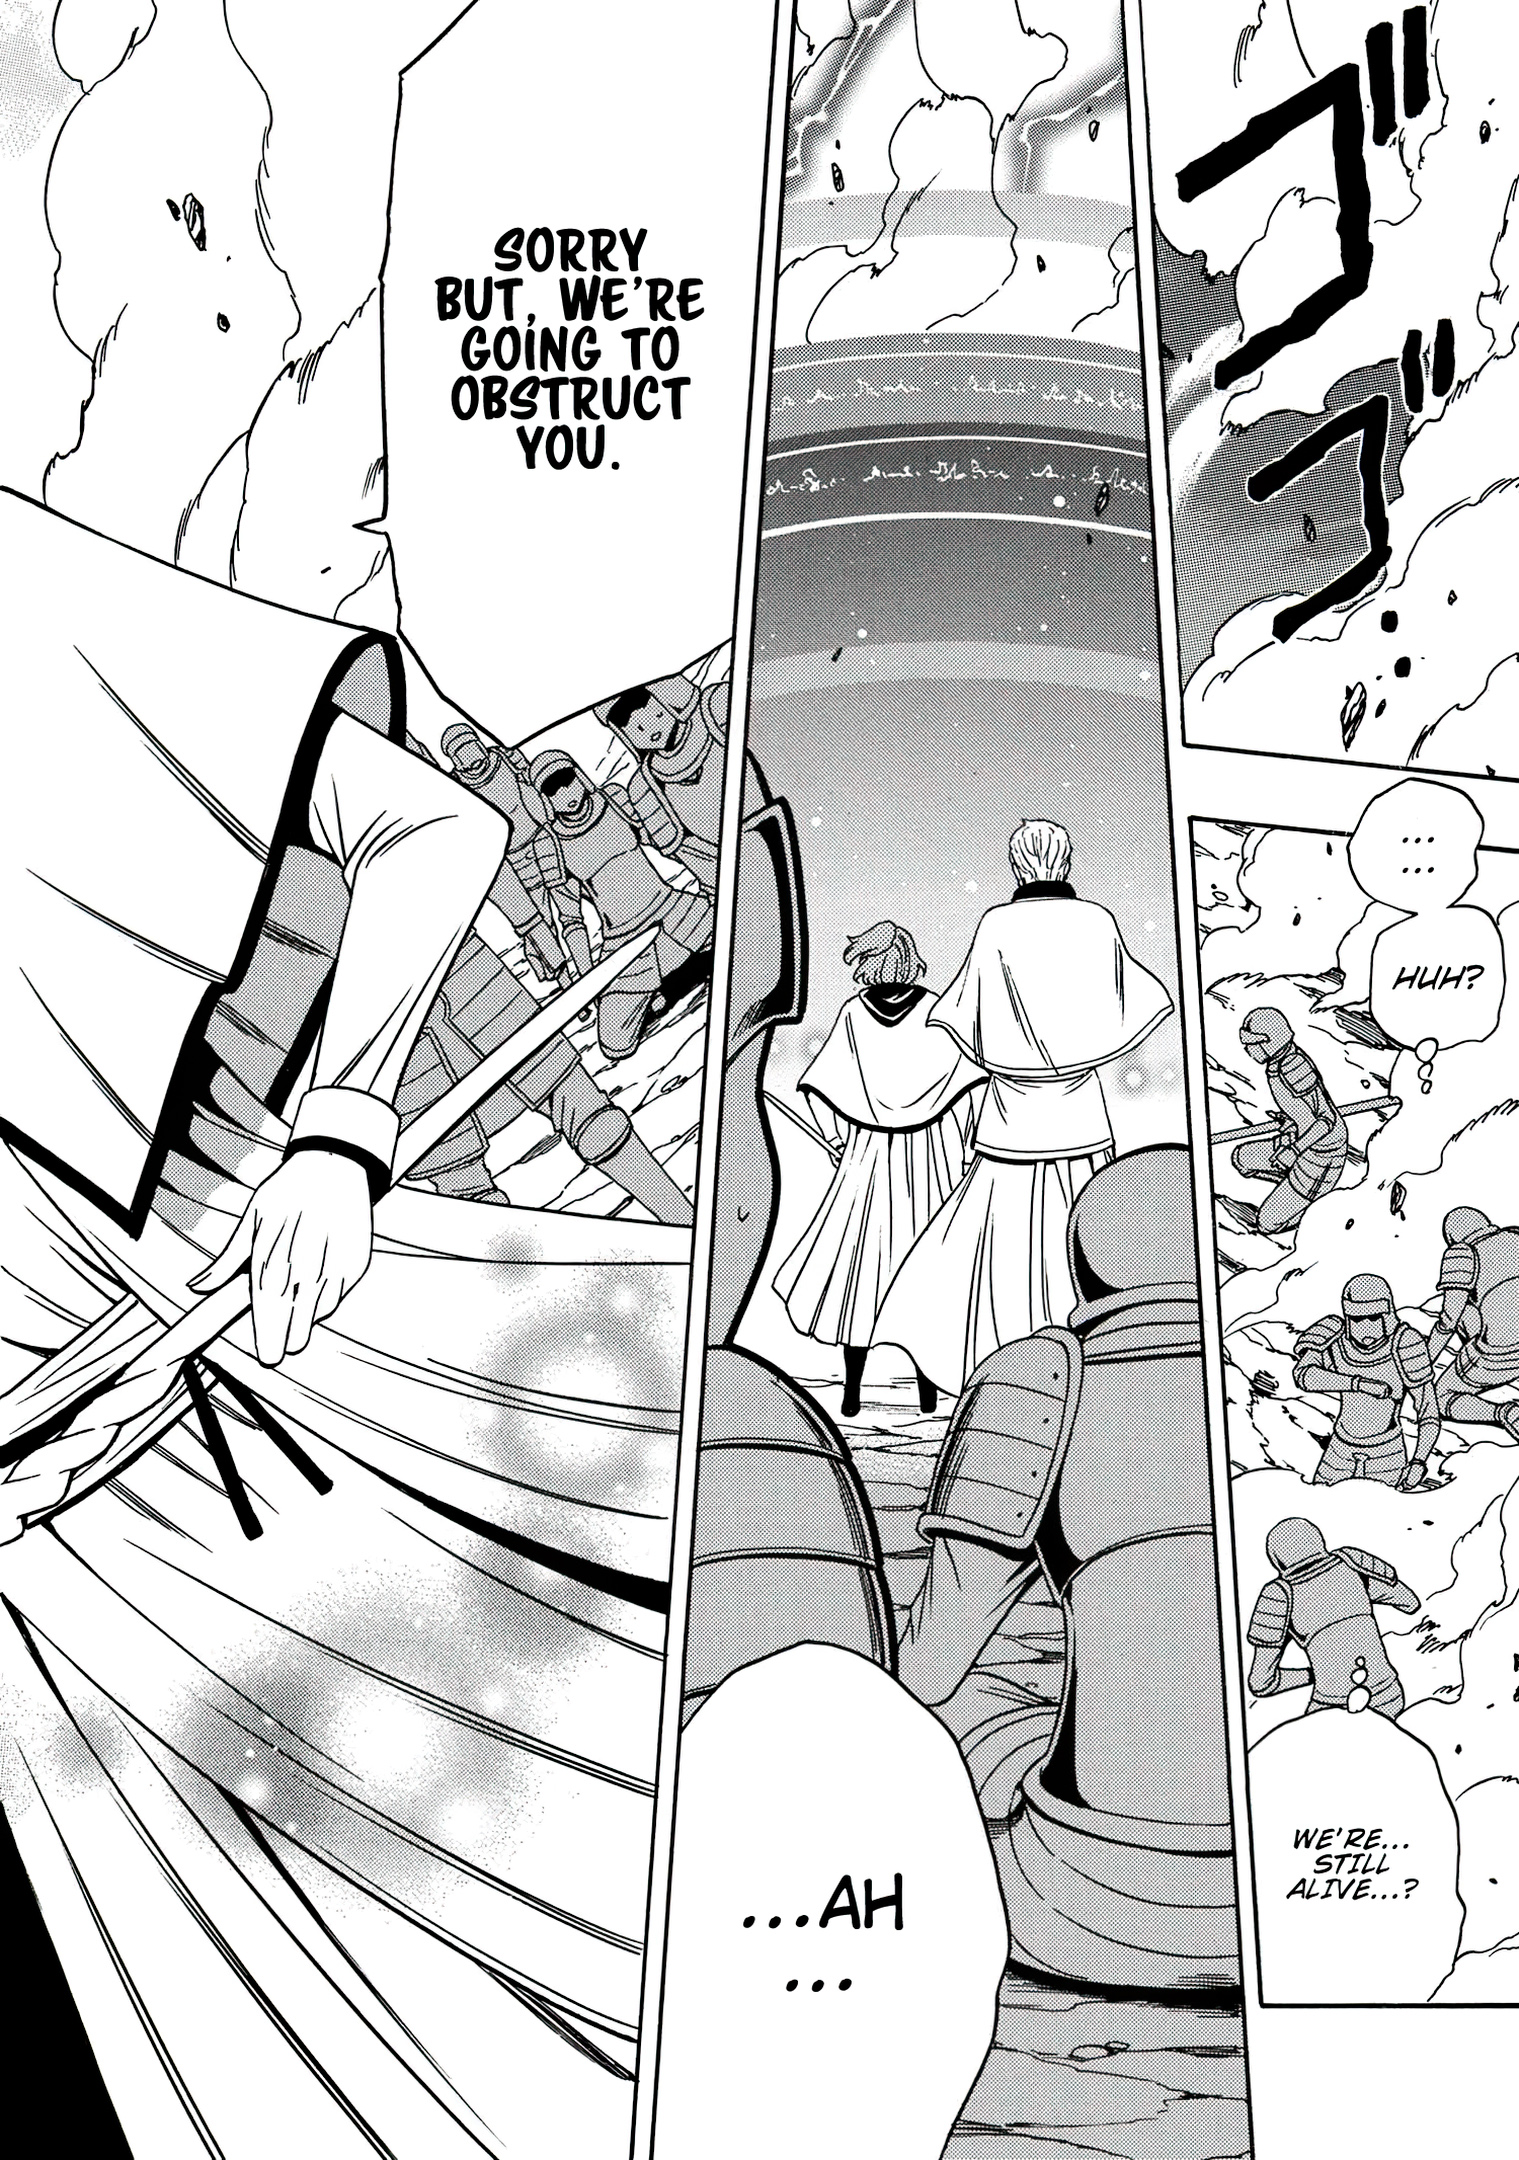 ゴ
ゴ
...
...
HUH?
WE'RE...
STILL
ALIVE...?
...AH
...
SORRY
BUT, WE'RE
GOING TO
OBSTRUCT
YOU.